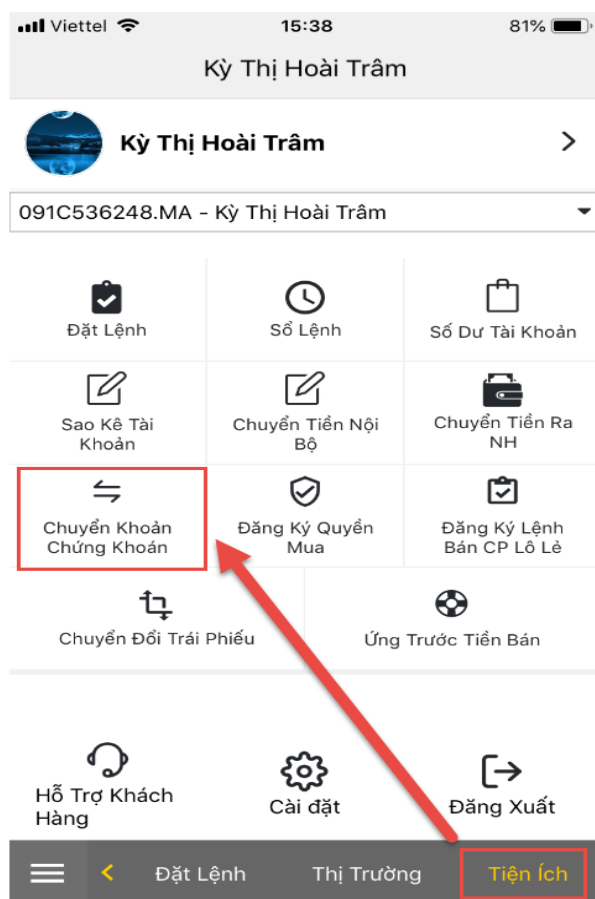 Viettel 15:38 81%
Kỳ Thị Hoài Trâm
Kỳ Thị Hoài Trâm
091C536248.MA - Kỳ Thị Hoài Trâm
Đặt Lệnh
Sổ Lệnh
Số Dư Tài Khoản
Sao Kê Tài
Khoản
Chuyển Tiền Nội
Bộ
Chuyển Tiền Ra
NH
Chuyển Khoản
Chứng Khoán
Đăng Ký Quyền
Mua
Đăng Ký Lệnh
Bán CP Lô Lẻ
Chuyển Đổi Trái Phiếu
Ứng Trước Tiền Bán
Hỗ Trợ Khách
Hàng
Cài đặt
Đăng Xuất
Đặt Lệnh Thị Trường Tiện Ích